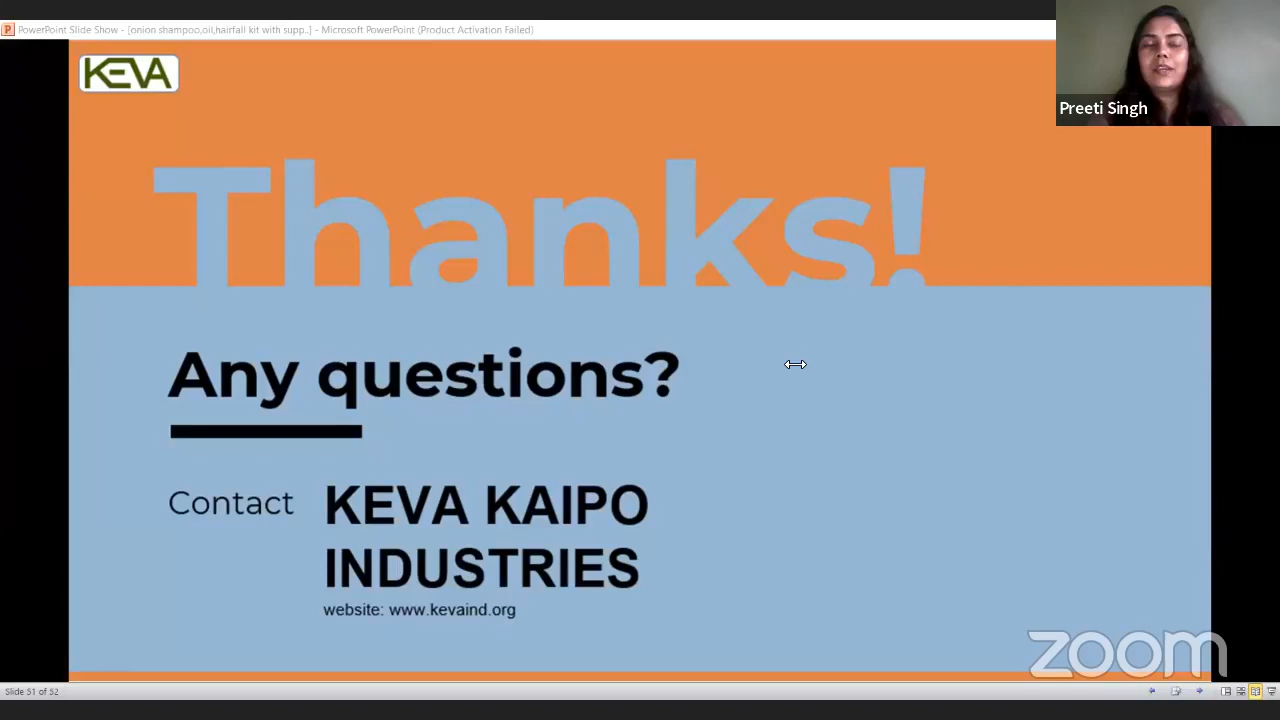 PowerPoint Slide Show - [onion shampoo,oil,hairfall kit with supp..] - Microsoft PowerPoint (Product Activation Failed)
KEVA
Preeti Singh
Thanks!
Any questions?
Contact KEVA KAIPO
INDUSTRIES
website: www.kevaind.org
zoom
Slide 51 of 52